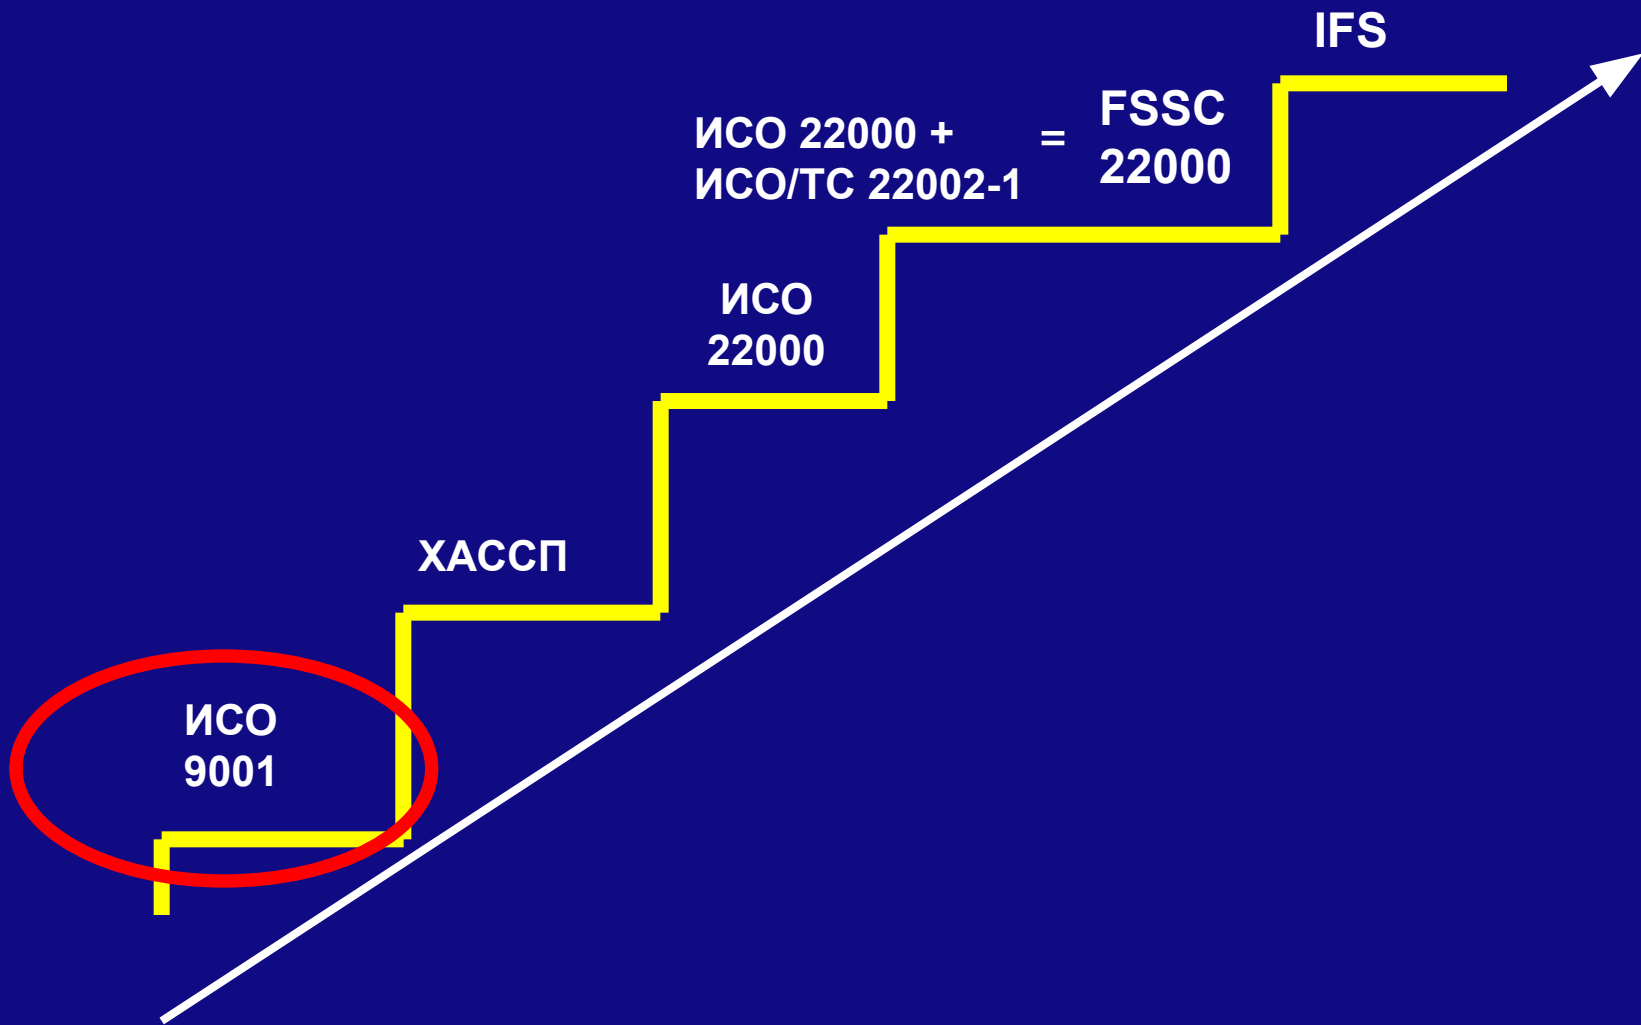 IFS
ИСО 22000 + = FSSC
ИСО/ТС 22002-1 22000
ИСО
22000
ХАССП
ИСО
9001